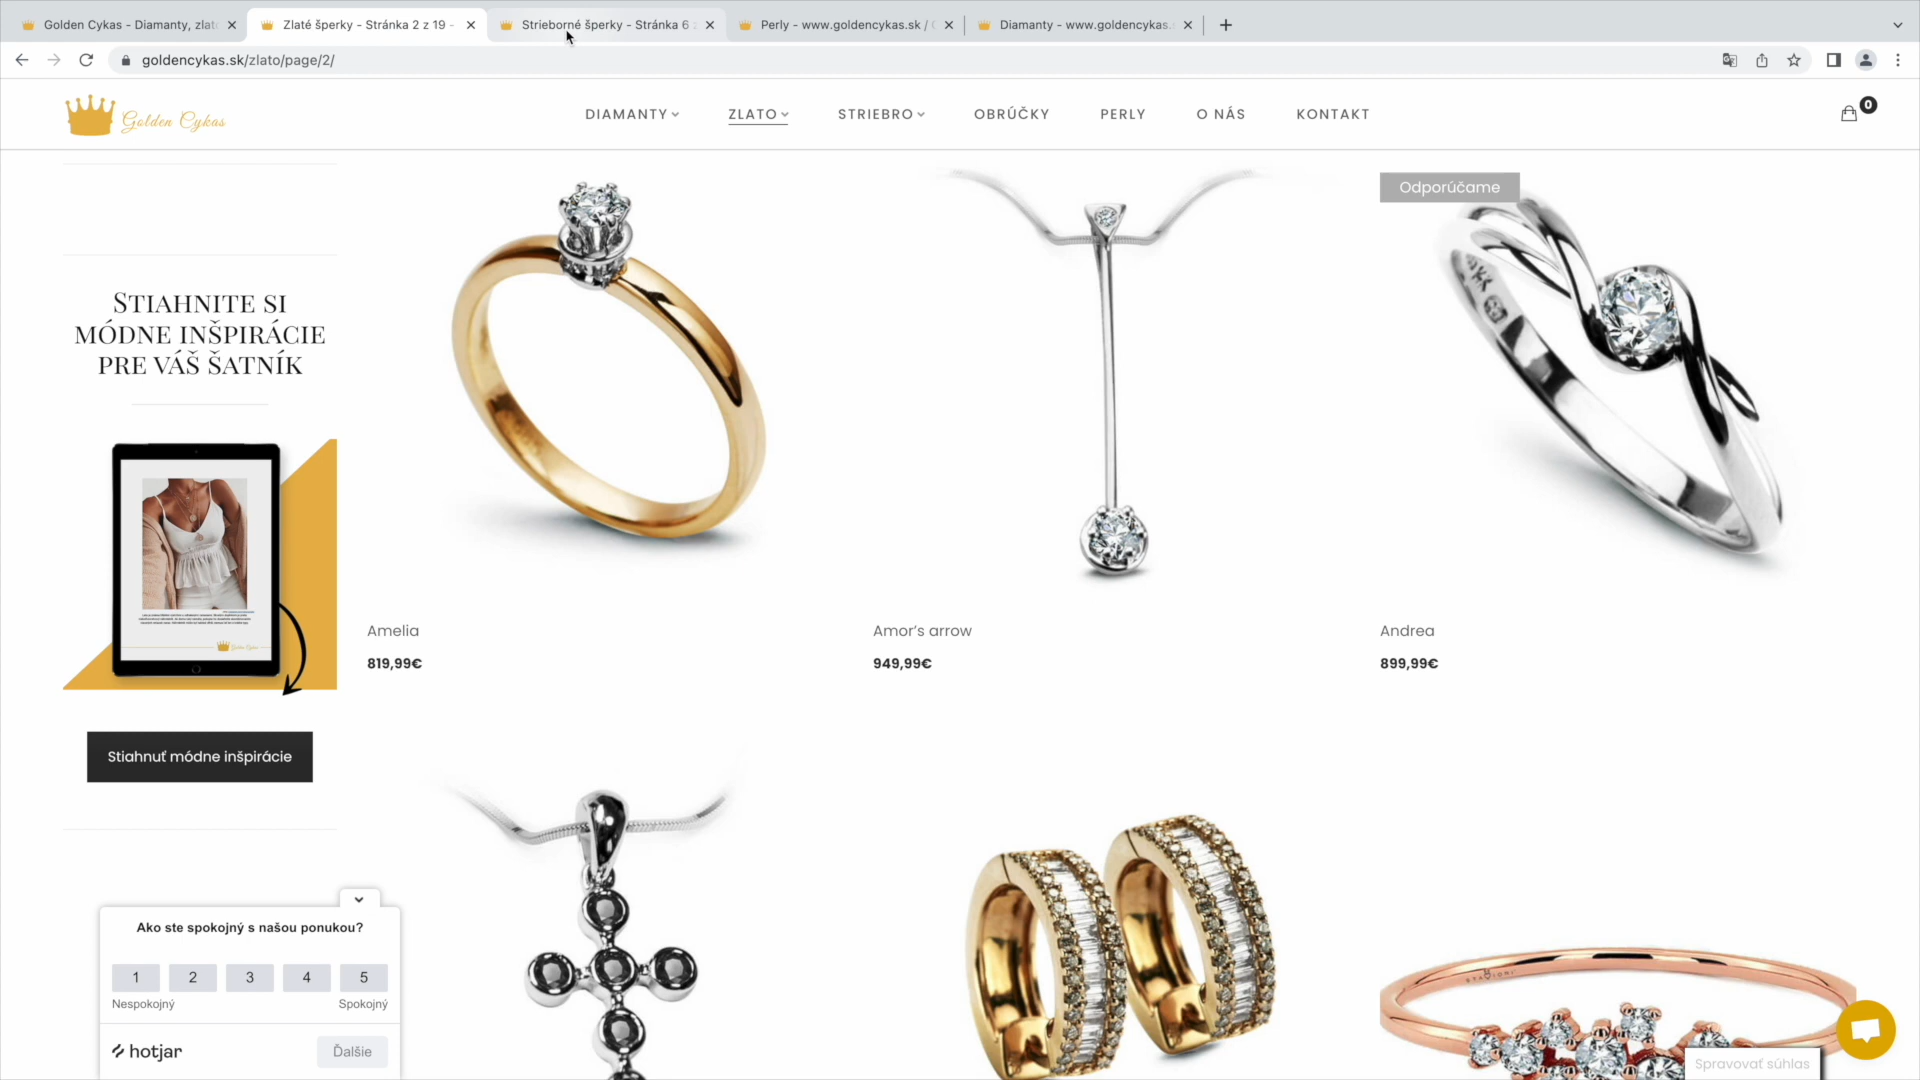 Golden Cykas - Diamanty, zlat
Zlaté šperky - Stránka 2 z 19 -
Strieborné šperky - Stránka 6
Perly - www.goldencykas.sk /
Diamanty - www.goldencykas.
goldencykas.sk/zlato/page/2/
Golden Cykas
DIAMANTY
ZLATO
STRIEBRO
OBRÚČKY
PERLY
O NÁS
KONTAKT
0
STIAHNITE SI
MÓDNE INŠPIRÁCIE
PRE VÁŠ ŠATNÍK
Stiahnuť módne inšpirácie
Odporúčame
Amelia
819,99€
Amor's arrow
949,99€
Andrea
899,99€
Ako ste spokojný s našou ponukou?
1 2 3 4 5
Nespokojný Spokojný
hotjar
Ďalšie
Spravovať súhlas